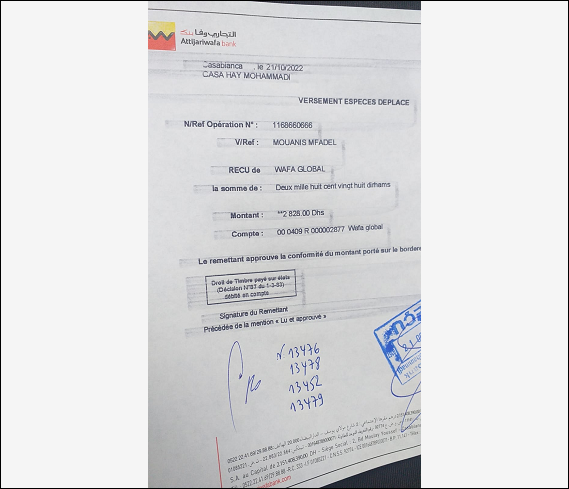 التجاري وفا بنك
Attijariwafa bank
Casablanca , le 21/10/2022
CASA HAY MOHAMMADI
VERSEMENT ESPECES DEPLACE
N/Ref Opération N° : 1168660666
V/Ref : MOUANIS MFADEL
RECU de WAFA GLOBAL
la somme de : Deux mille huit cent vingt huit dirhams
Montant : **2 828.00 Dhs
Compte : 00 0409 R 000002877 Wafa global
Le remettant approuve la conformité du montant porté sur le bordere
Droit de Timbre payé sur états
(Décision N°87 du 1-3-83)
débité en compte
Signature du Remettant
Précédée de la mention « Lu et approuvé »
N° 13476
13478
13452
13479